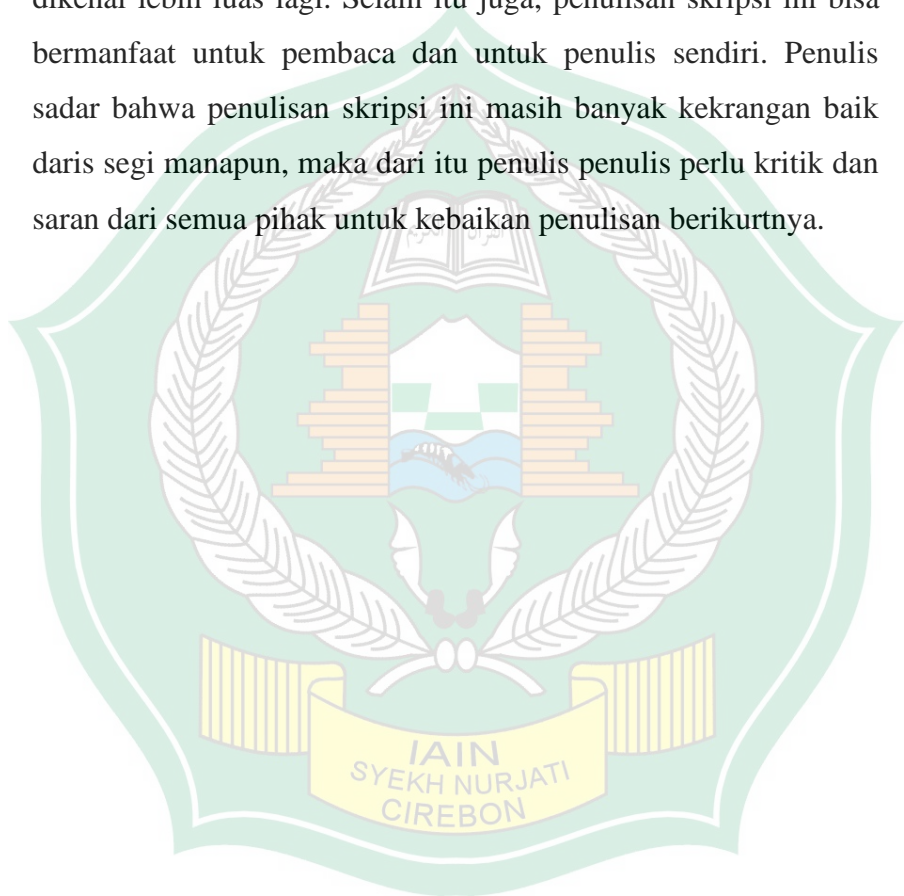 dikenal lebih luas lagi. Selain itu juga, penulisan skripsi ini bisa
bermanfaat untuk pembaca dan untuk penulis sendiri. Penulis
sadar bahwa penulisan skripsi ini masih banyak kekrangan baik
daris segi manapun, maka dari itu penulis penulis perlu kritik dan
saran dari semua pihak untuk kebaikan penulisan berikurtnya.
IAIN
SYEKH NURJATI
CIREBON